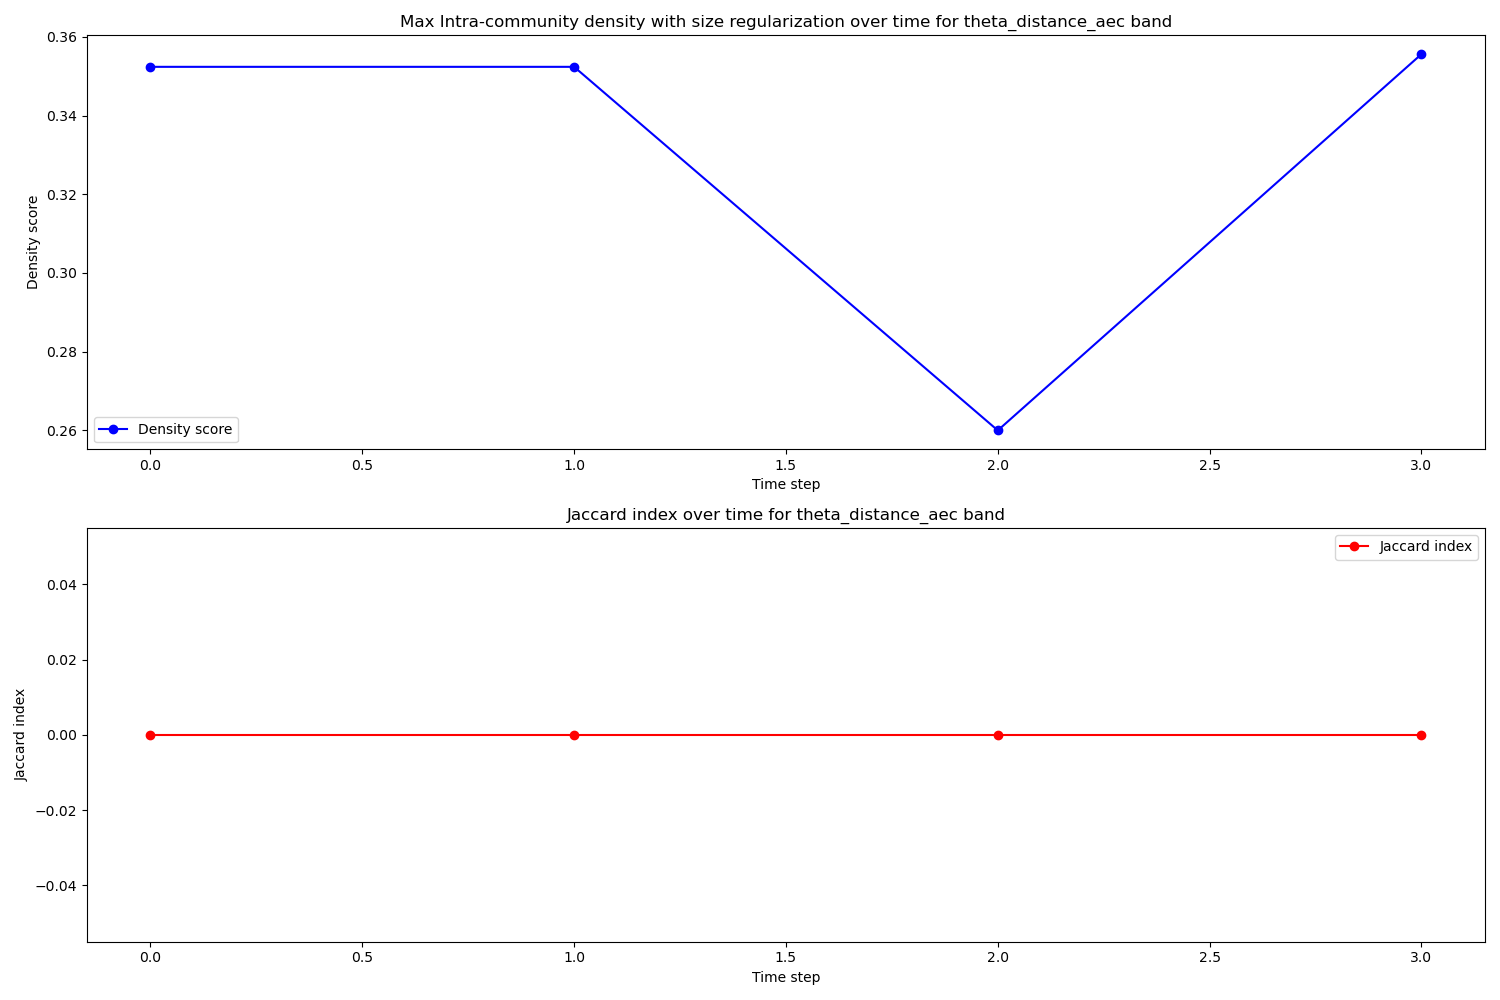 Max Intra-community density with size regularization over time for theta_distance_aec band
0.36
0.34
0.32
0.30
0.28
0.26
Density score
Density score
0.0 0.5 1.0 1.5 2.0 2.5 3.0
Time step
Jaccard index over time for theta_distance_aec band
Jaccard index
0.04
0.02
0.00
−0.02
−0.04
Jaccard index
0.0 0.5 1.0 1.5 2.0 2.5 3.0
Time step